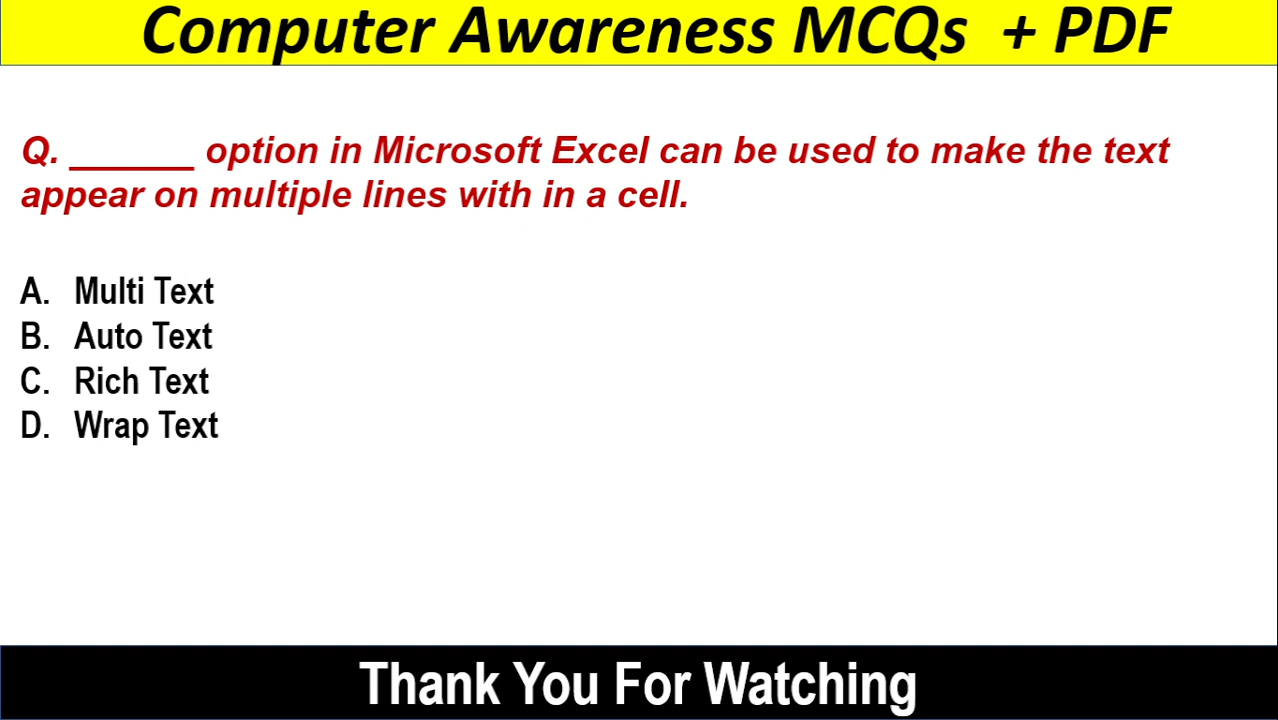 Computer Awareness MCQs + PDF
Q. ______ option in Microsoft Excel can be used to make the text
appear on multiple lines with in a cell.
A. Multi Text
B. Auto Text
C. Rich Text
D. Wrap Text
Thank You For Watching